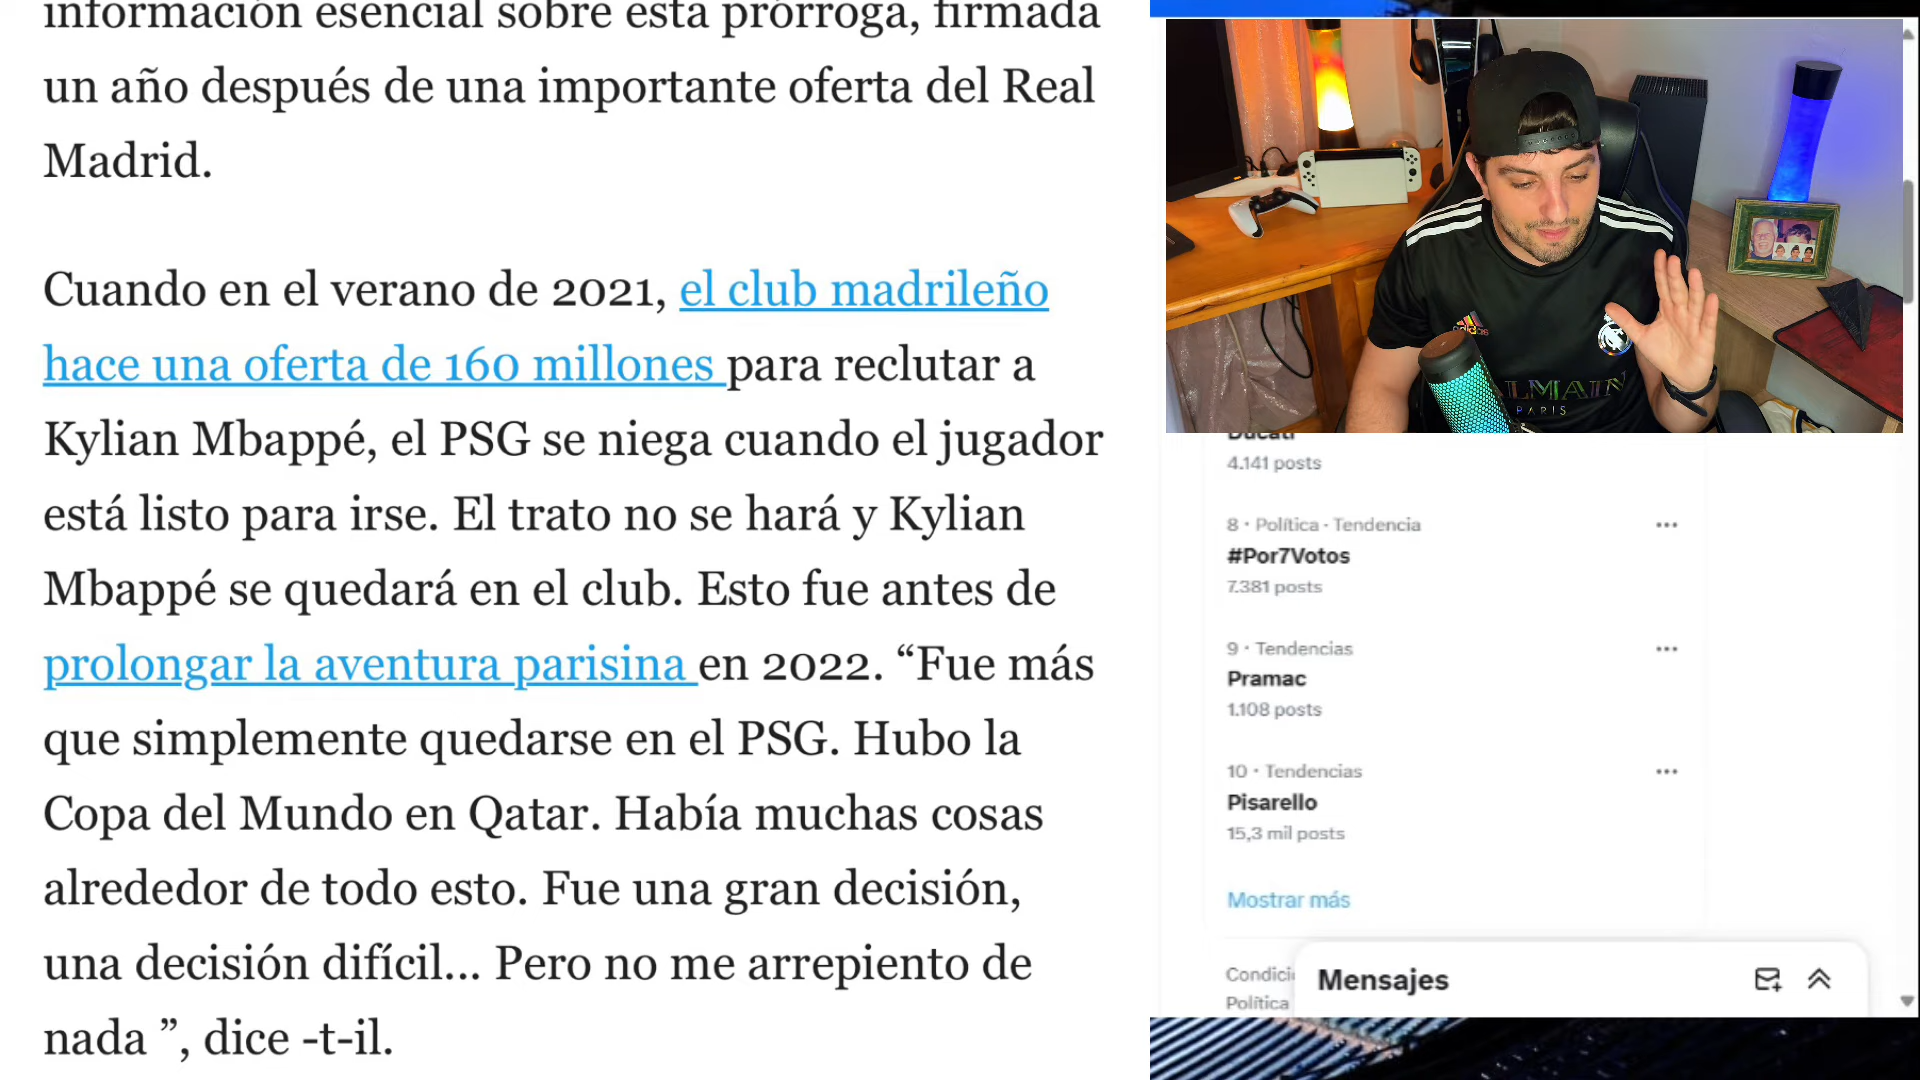 información esencial sobre esta prórroga, firmada
un año después de una importante oferta del Real
Madrid.
Cuando en el verano de 2021, el club madrileño
hace una oferta de 160 millones para reclutar a
Kylian Mbappé, el PSG se niega cuando el jugador
está listo para irse. El trato no se hará y Kylian
Mbappé se quedará en el club. Esto fue antes de
prolongar la aventura parisina en 2022. “Fue más
que simplemente quedarse en el PSG. Hubo la
Copa del Mundo en Qatar. Había muchas cosas
alrededor de todo esto. Fue una gran decisión,
una decisión difícil... Pero no me arrepiento de
nada ”, dice -t-il.
adidas
PARIS
Ducati
4.141 posts
8 · Política · Tendencia
#Por7Votos
7.381 posts
9 · Tendencias
Pramac
1.108 posts
10 · Tendencias
Pisarello
15,3 mil posts
Mostrar más
Política
Mensajes